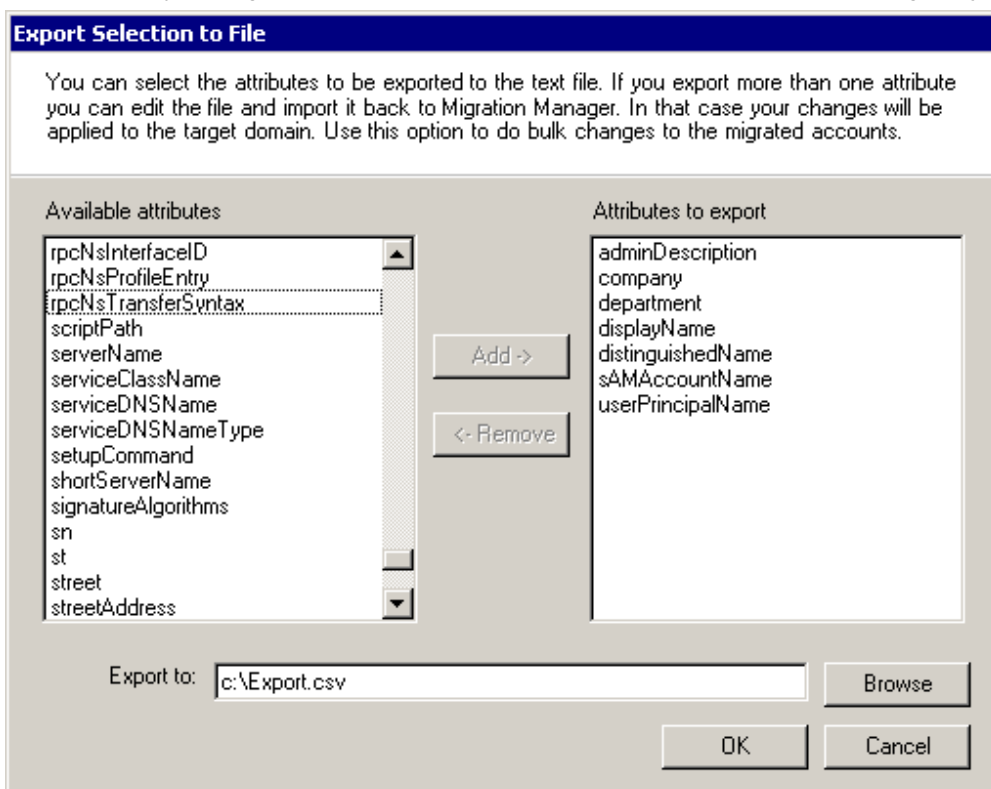 Export Selection to File
You can select the attributes to be exported to the text file. If you export more than one attribute
you can edit the file and import it back to Migration Manager. In that case your changes will be
applied to the target domain. Use this option to do bulk changes to the migrated accounts.
Available attributes
rpcNsInterfaceID
rpcNsProfileEntry
rpcNsTransferSyntax
scriptPath
serverName
serviceClassName
serviceDNSName
serviceDNSNameType
setupCommand
shortServerName
signatureAlgorithms
sn
st
street
streetAddress
Add ->
<- Remove
Attributes to export
adminDescription
company
department
displayName
distinguishedName
sAMAccountName
userPrincipalName
Export to:
c:\Export.csv
Browse
OK
Cancel